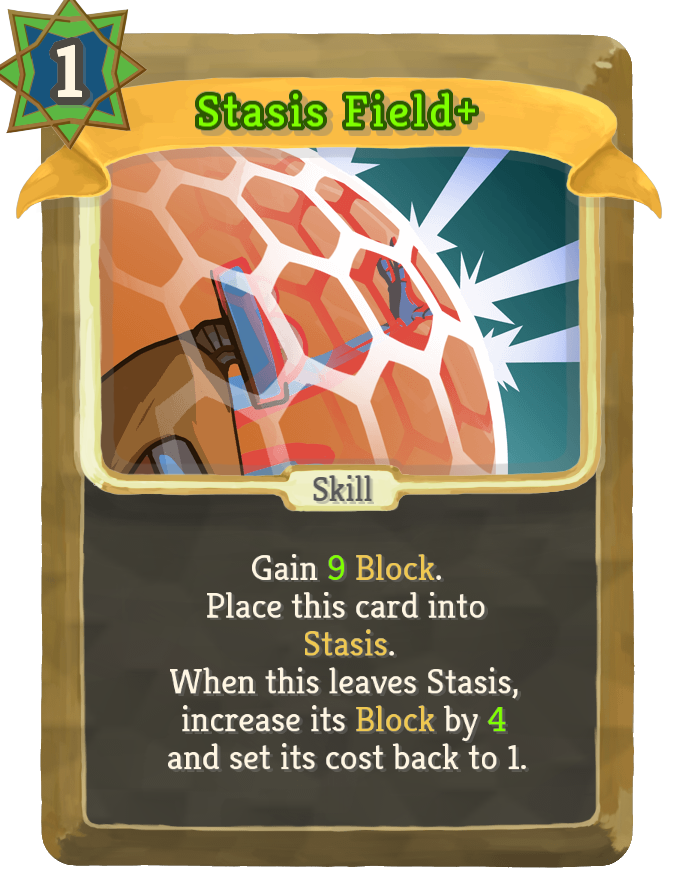 1
Stasis Field+
Skill
Gain 9 Block.
Place this card into
Stasis.
When this leaves Stasis,
increase its Block by 4
and set its cost back to 1.